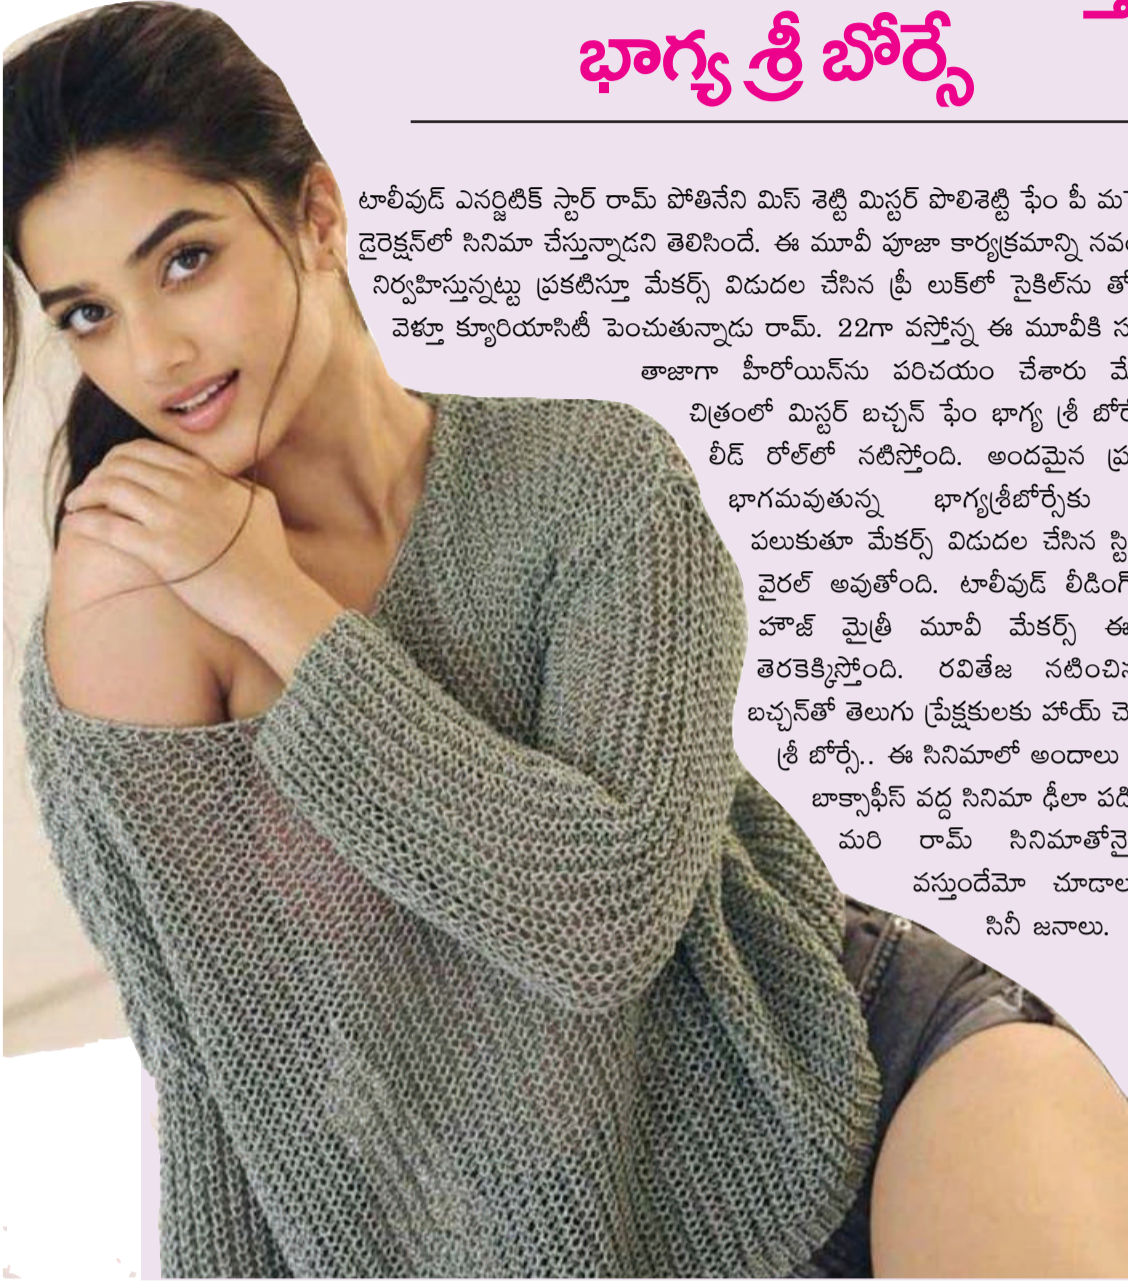 భాగ్య శ్రీ బోర్సే
టాలీవుడ్ ఎనర్జిటిక్ స్టార్ రామ్ పోతినేని మిస్ శెట్టి మిస్టర్ పొలిశెట్టి ఫేం పీ
డైరెక్షన్‌లో సినిమా చేస్తున్నాడని తెలిసిందే. ఈ మూవీ పూజా కార్యక్రమాన్ని
నిర్వహిస్తున్నట్టు ప్రకటిస్తూ మేకర్స్ విడుదల చేసిన ప్రీ లుక్‌లో సైకిల్‌ను
వెళ్తూ క్యూరియాసిటీ పెంచుతున్నాడు రామ్. 22గా వస్తోన్న ఈ మూవీకి
తాజాగా హీరోయిన్‌ను పరిచయం చేశారు
చిత్రంలో మిస్టర్ బచ్చన్ ఫేం భాగ్య శ్రీ
లీడ్ రోల్‌లో నటిస్తోంది. అందమైన
భాగమవుతున్న భాగ్యశ్రీబోర్సేకు
పలుకుతూ మేకర్స్ విడుదల చేసిన
వైరల్ అవుతోంది. టాలీవుడ్ లీడింగ్
హౌజ్ మైత్రీ మూవీ మేకర్స్ ఈ
తెరకెక్కిస్తోంది. రవితేజ
బచ్చన్‌తో తెలుగు ప్రేక్షకులకు హాయ్
శ్రీ బోర్సే.. ఈ సినిమాలో అందాలు
బాక్సాఫీస్ వద్ద సినిమా ఢీలా
మరి రామ్
వస్తుందేమో
సినీ జనాలు.